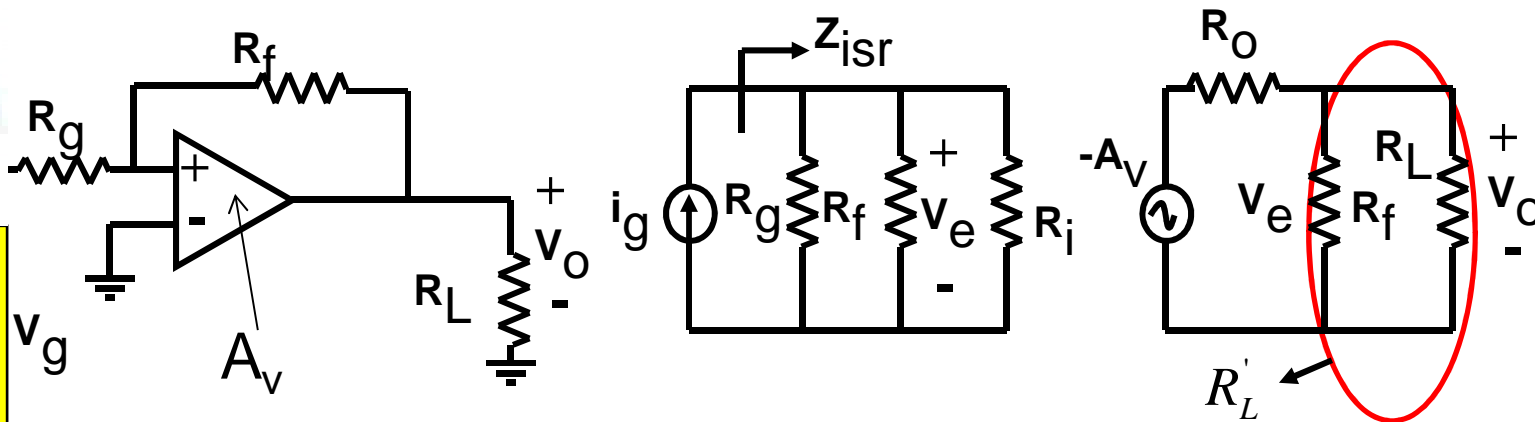 Rf
Rg
+
-
Av
Vg
RL
+
Vo
-
Zisr
ig
Rg
Rf
+
Ve
-
Ri
Ro
-Av
Ve
Rf
RL
+
Vo
-
R'L